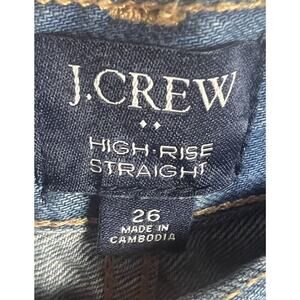 J.CREW
HIGH·RISE
STRAIGHT
26
MADE IN
CAMBODIA